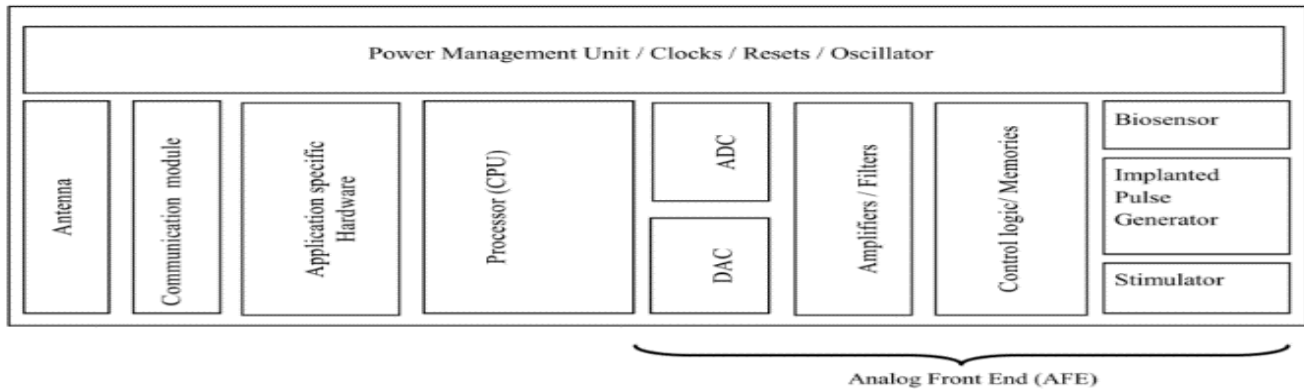 Power Management Unit / Clocks / Resets / Oscillator
Antenna
Communication module
Application specific
Hardware
Processor (CPU)
ADC
DAC
Amplifiers / Filters
Control logic/ Memories
Biosensor
Implanted
Pulse
Generator
Stimulator
Analog Front End (AFE)